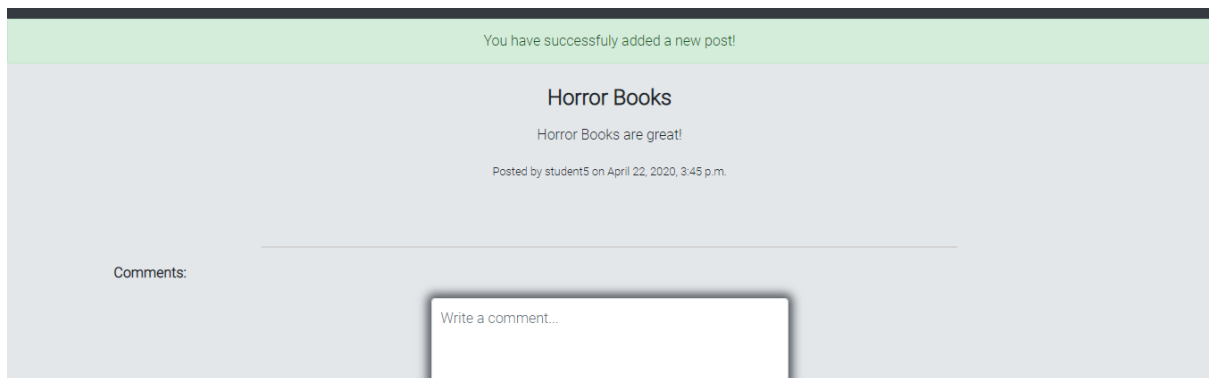 You have successfuly added a new post!
Horror Books
Horror Books are great!
Posted by student5 on April 22, 2020, 3:45 p.m.
Comments:
Write a comment...